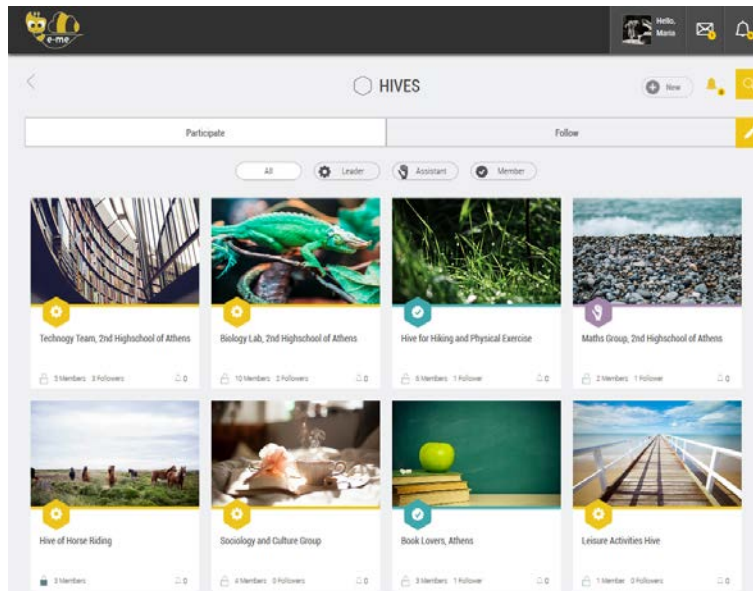 e-me
Hello,
Maria
HIVES
New
Participate
Follow
All
Leader
Assistant
Member
Technogy Team, 2nd Highschool of Athens
Biology Lab, 2nd Highschool of Athens
Hive for Hiking and Physical Exercise
Maths Group, 2nd Highschool of Athens
5 Members 3 Followers 0
10 Members 2 Followers 0
5 Members 1 Follower 0
2 Members 1 Follower 0
Hive of Horse Riding
Sociology and Culture Group
Book Lovers, Athens
Leisure Activities Hive
3 Members 0
4 Members 0 Followers 0
3 Members 1 Follower 0
1 Member 0 Followers 0